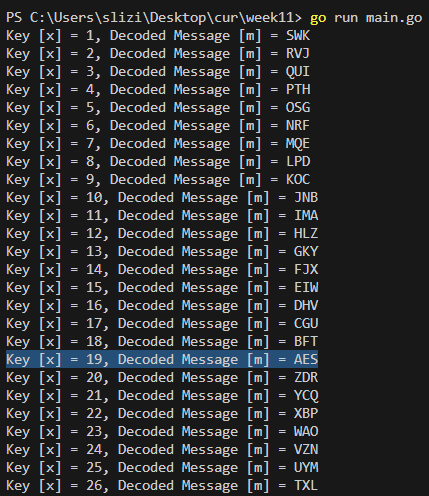 PS C:\Users\slizi\Desktop\cur\week11> go run main.go
Key [x] = 1, Decoded Message [m] = SWK
Key [x] = 2, Decoded Message [m] = RVJ
Key [x] = 3, Decoded Message [m] = QUI
Key [x] = 4, Decoded Message [m] = PTH
Key [x] = 5, Decoded Message [m] = OSG
Key [x] = 6, Decoded Message [m] = NRF
Key [x] = 7, Decoded Message [m] = MQE
Key [x] = 8, Decoded Message [m] = LPD
Key [x] = 9, Decoded Message [m] = KOC
Key [x] = 10, Decoded Message [m] = JNB
Key [x] = 11, Decoded Message [m] = IMA
Key [x] = 12, Decoded Message [m] = HLZ
Key [x] = 13, Decoded Message [m] = GKY
Key [x] = 14, Decoded Message [m] = FJX
Key [x] = 15, Decoded Message [m] = EIW
Key [x] = 16, Decoded Message [m] = DHV
Key [x] = 17, Decoded Message [m] = CGU
Key [x] = 18, Decoded Message [m] = BFT
Key [x] = 19, Decoded Message [m] = AES
Key [x] = 20, Decoded Message [m] = ZDR
Key [x] = 21, Decoded Message [m] = YCQ
Key [x] = 22, Decoded Message [m] = XBP
Key [x] = 23, Decoded Message [m] = WAO
Key [x] = 24, Decoded Message [m] = VZN
Key [x] = 25, Decoded Message [m] = UYM
Key [x] = 26, Decoded Message [m] = TXL